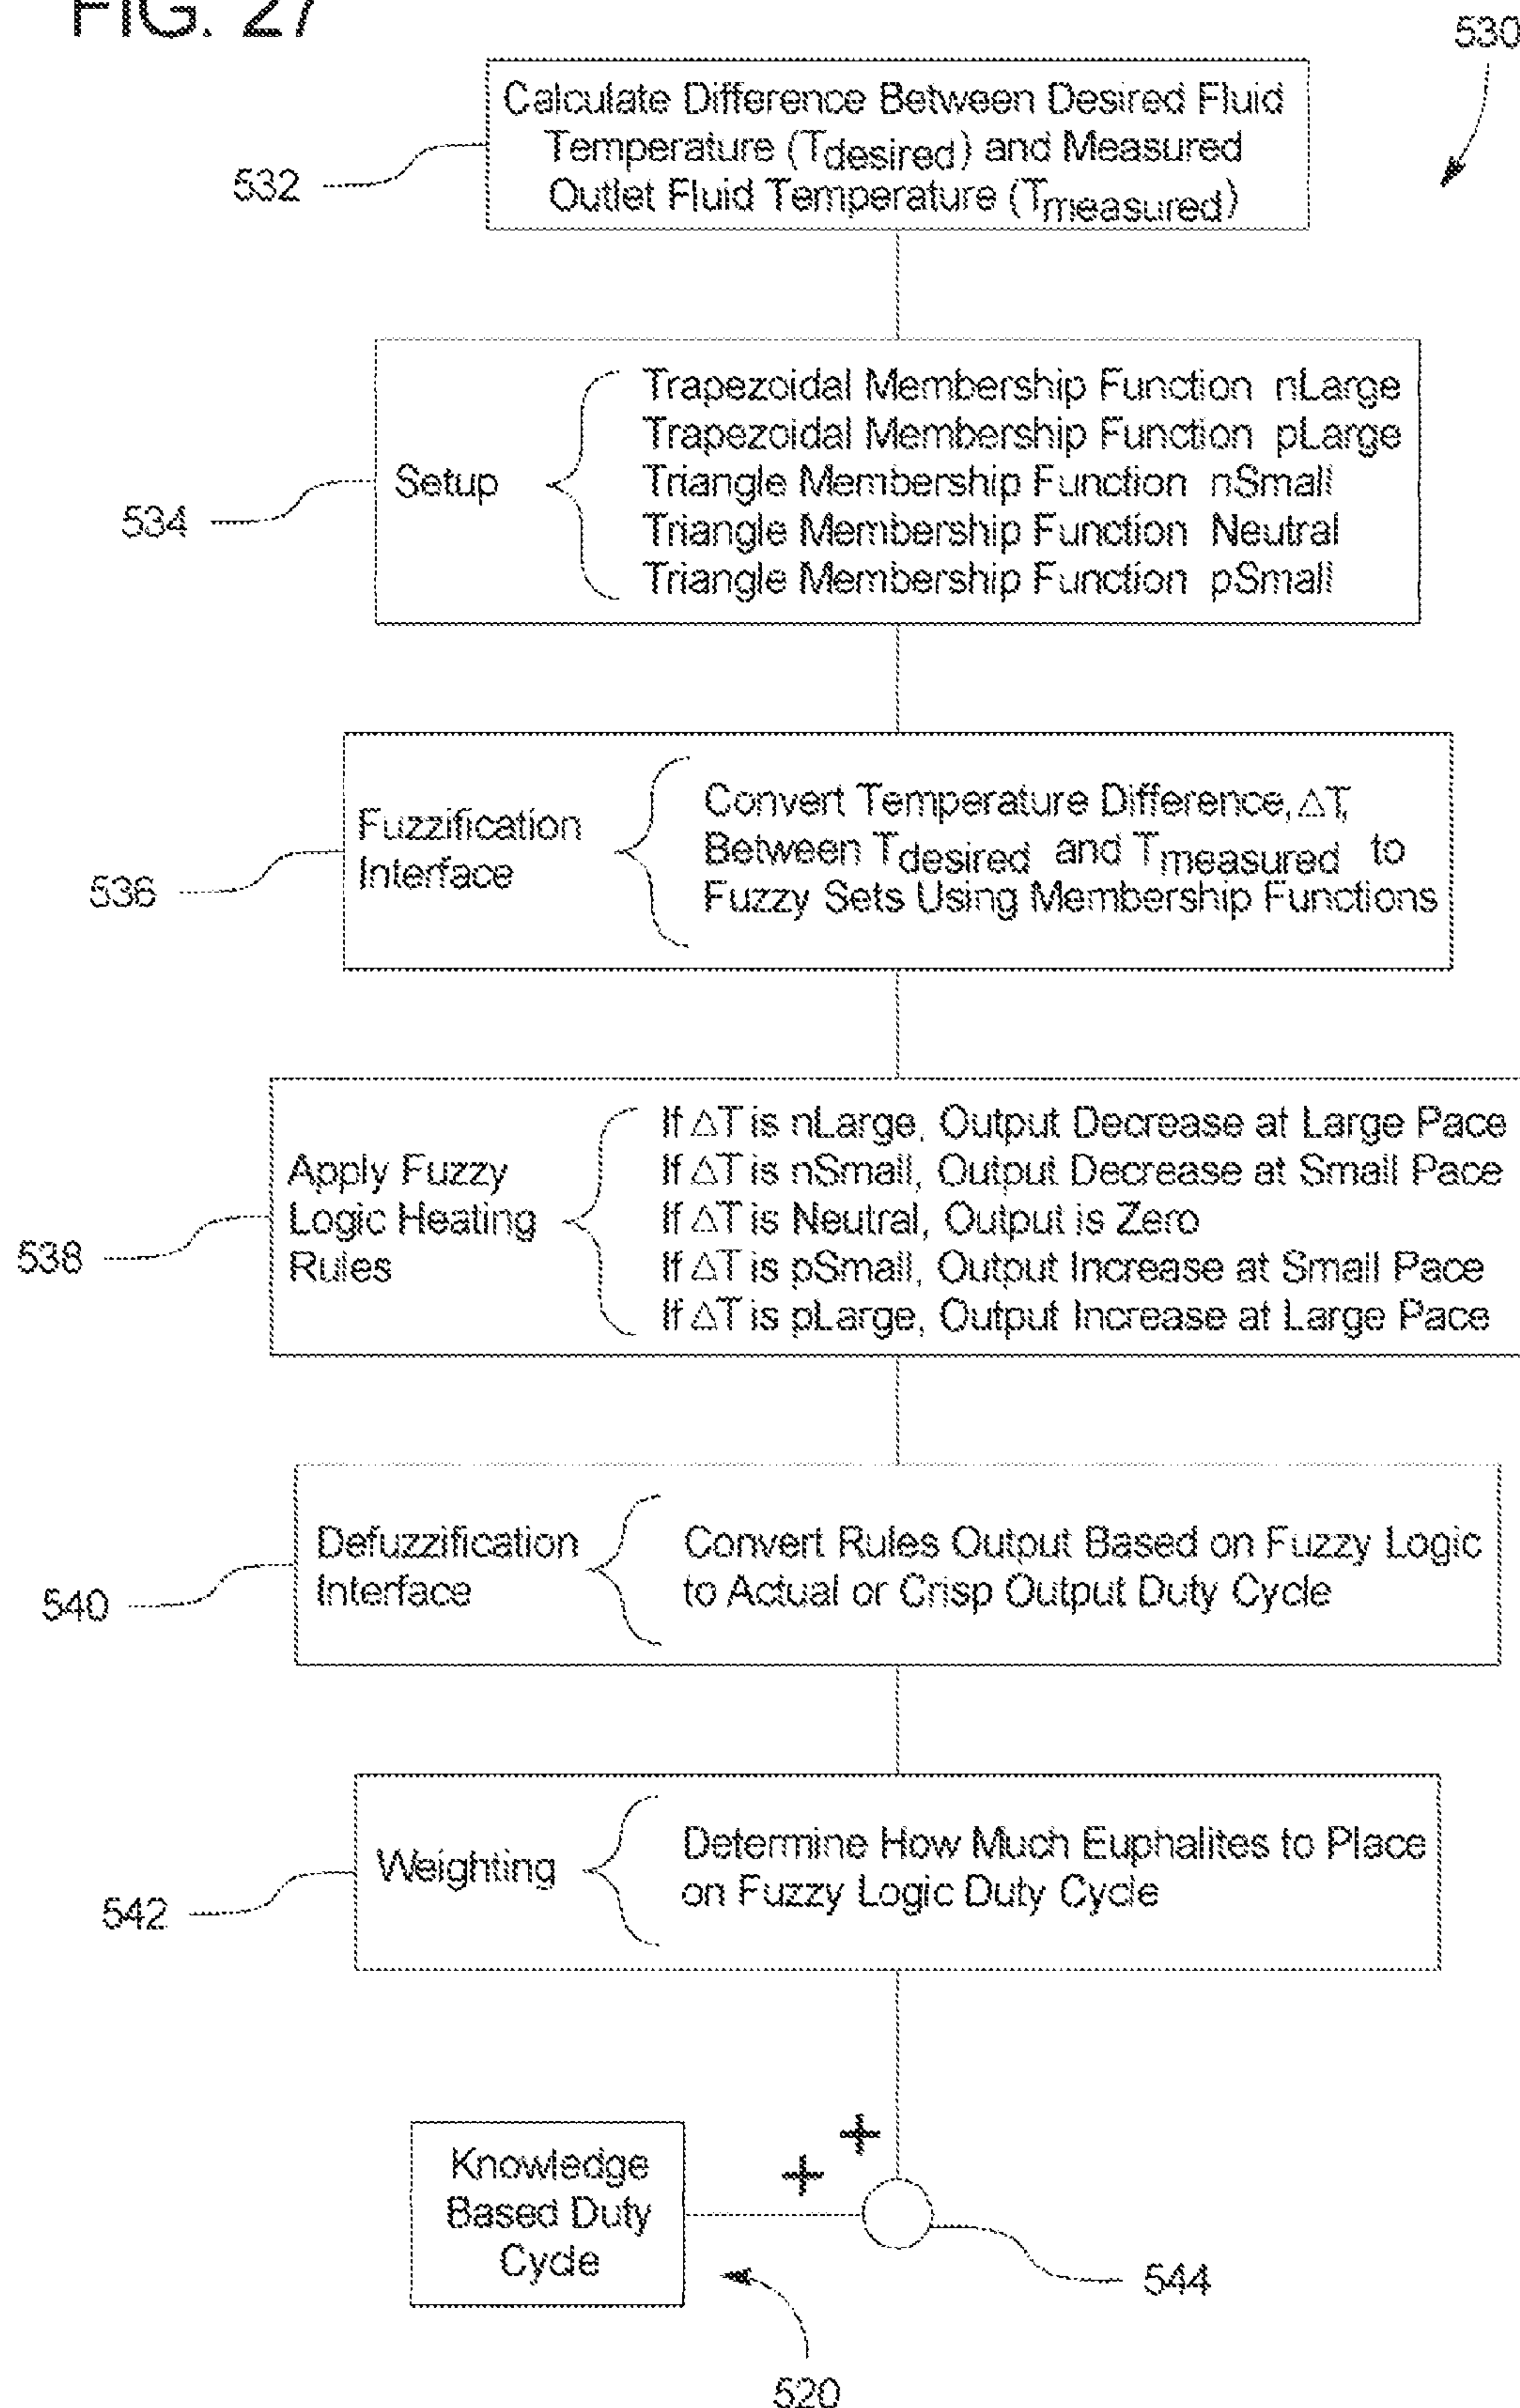 FIG. 27
530
Calculate Difference Between Desired Fluid
Temperature (Tdesired) and Measured
Outlet Fluid Temperature (Tmeasured)
532
Setup
Trapezoidal Membership Function nLarge
Trapezoidal Membership Function pLarge
Triangle Membership Function nSmall
Triangle Membership Function Neutral
Triangle Membership Function pSmall
534
Fuzzification
Interface
Convert Temperature Difference, △T,
Between Tdesired and Tmeasured to
Fuzzy Sets Using Membership Functions
536
Apply Fuzzy
Logic Heating
Rules
If △T is nLarge, Output Decrease at Large Pace
If △T is nSmall, Output Decrease at Small Pace
If △T is Neutral, Output is Zero
If △T is pSmall, Output Increase at Small Pace
If △T is pLarge, Output Increase at Large Pace
538
Defuzzification
Interface
Convert Rules Output Based on Fuzzy Logic
to Actual or Crisp Output Duty Cycle
540
Weighting
Determine How Much Euphalites to Place
on Fuzzy Logic Duty Cycle
542
+
+
Knowledge
Based Duty
Cycle
544
520